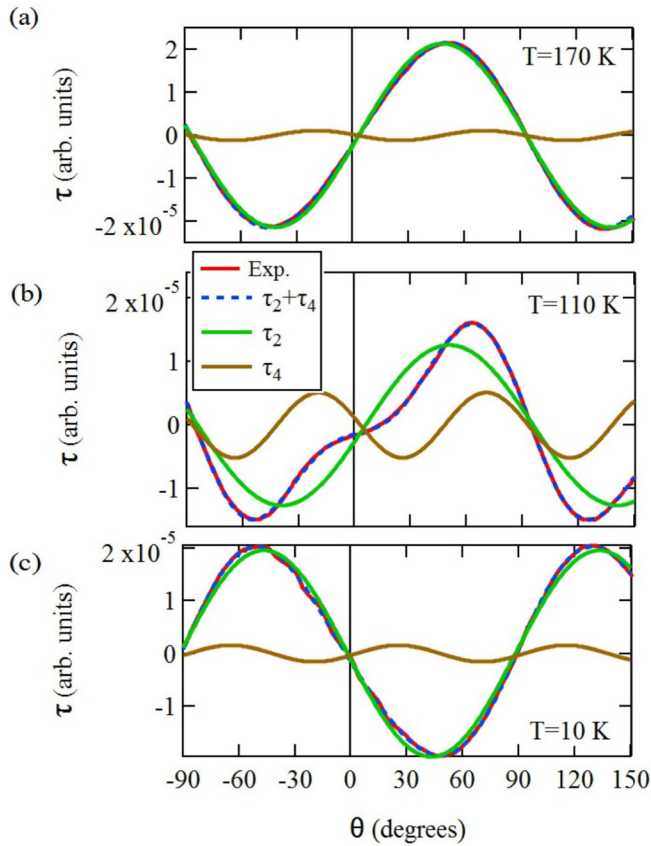 (a)
τ (arb. units)
2
1
0
-1
-2 x10⁻⁵
T=170 K
(b)
τ (arb. units)
2 x10⁻⁵
1
0
-1
Exp.
τ₂+τ₄
τ₂
τ₄
T=110 K
(c)
τ (arb. units)
2 x10⁻⁵
1
0
-1
T=10 K
-90 -60 -30 0 30 60 90 120 150
θ (degrees)